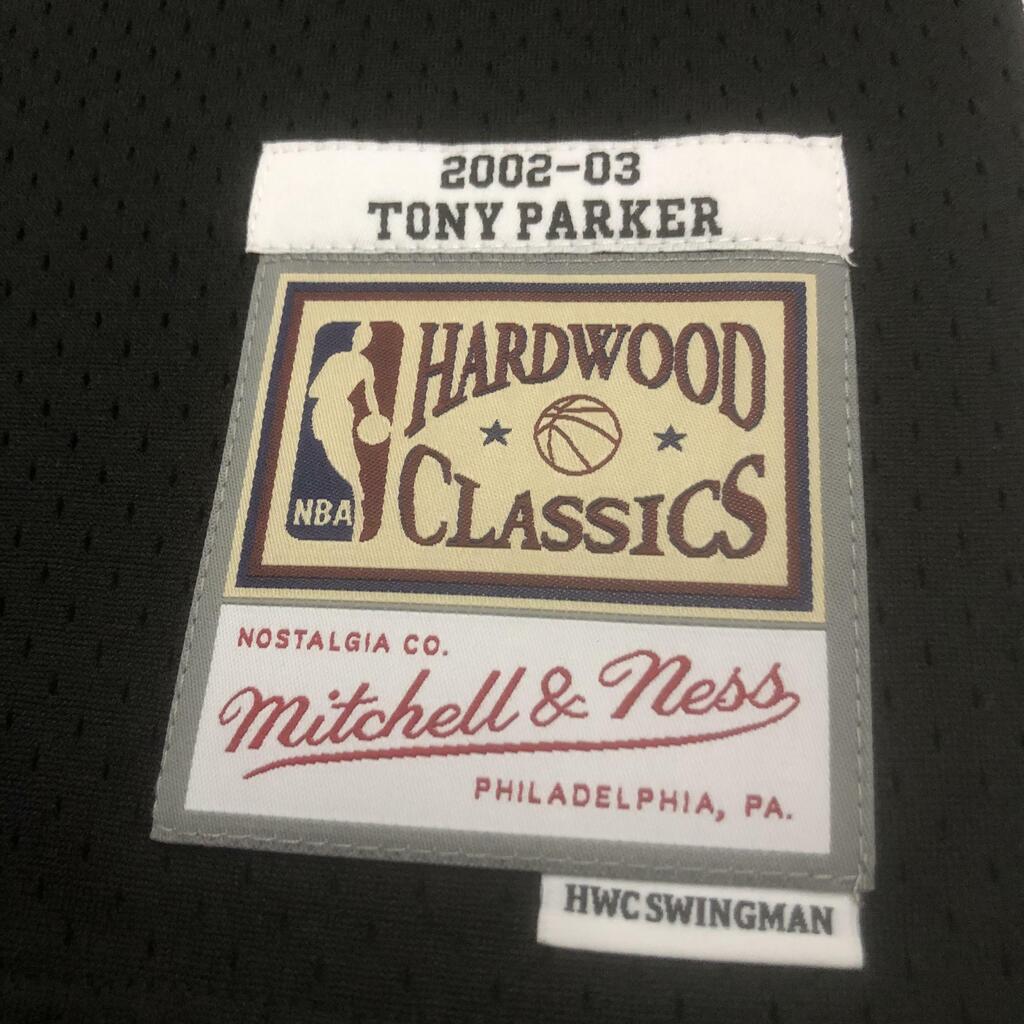 2002-03
TONY PARKER
HARDWOOD
CLASSICS
NBA
NOSTALGIA CO.
Mitchell & Ness
PHILADELPHIA, PA.
HWC SWINGMAN